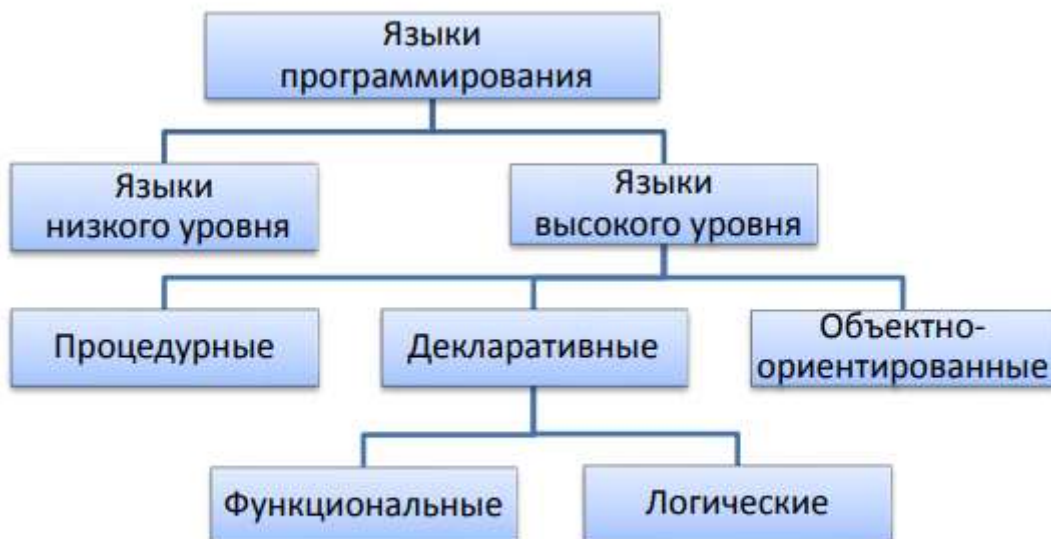 Языки
программирования
Языки
низкого уровня
Языки
высокого уровня
Процедурные
Декларативные
Объектно-
ориентированные
Функциональные
Логические